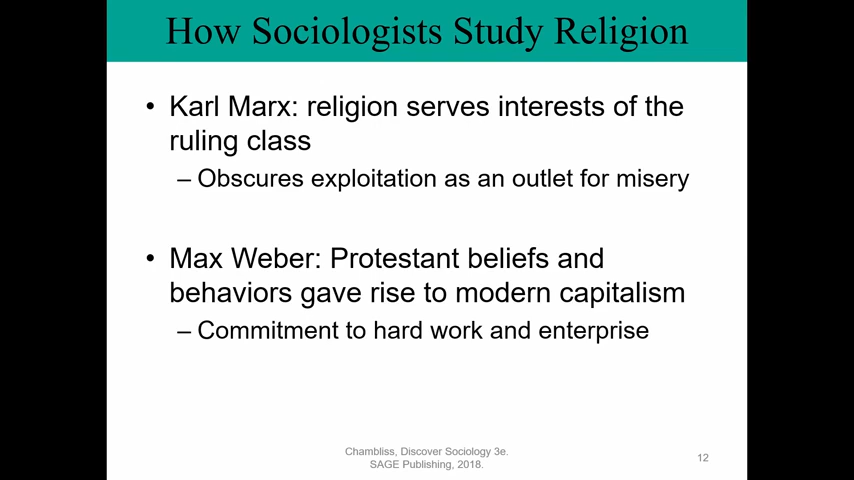 How Sociologists Study Religion
• Karl Marx: religion serves interests of the
ruling class
– Obscures exploitation as an outlet for misery
• Max Weber: Protestant beliefs and
behaviors gave rise to modern capitalism
– Commitment to hard work and enterprise
Chambliss, Discover Sociology 3e.
SAGE Publishing, 2018.
12